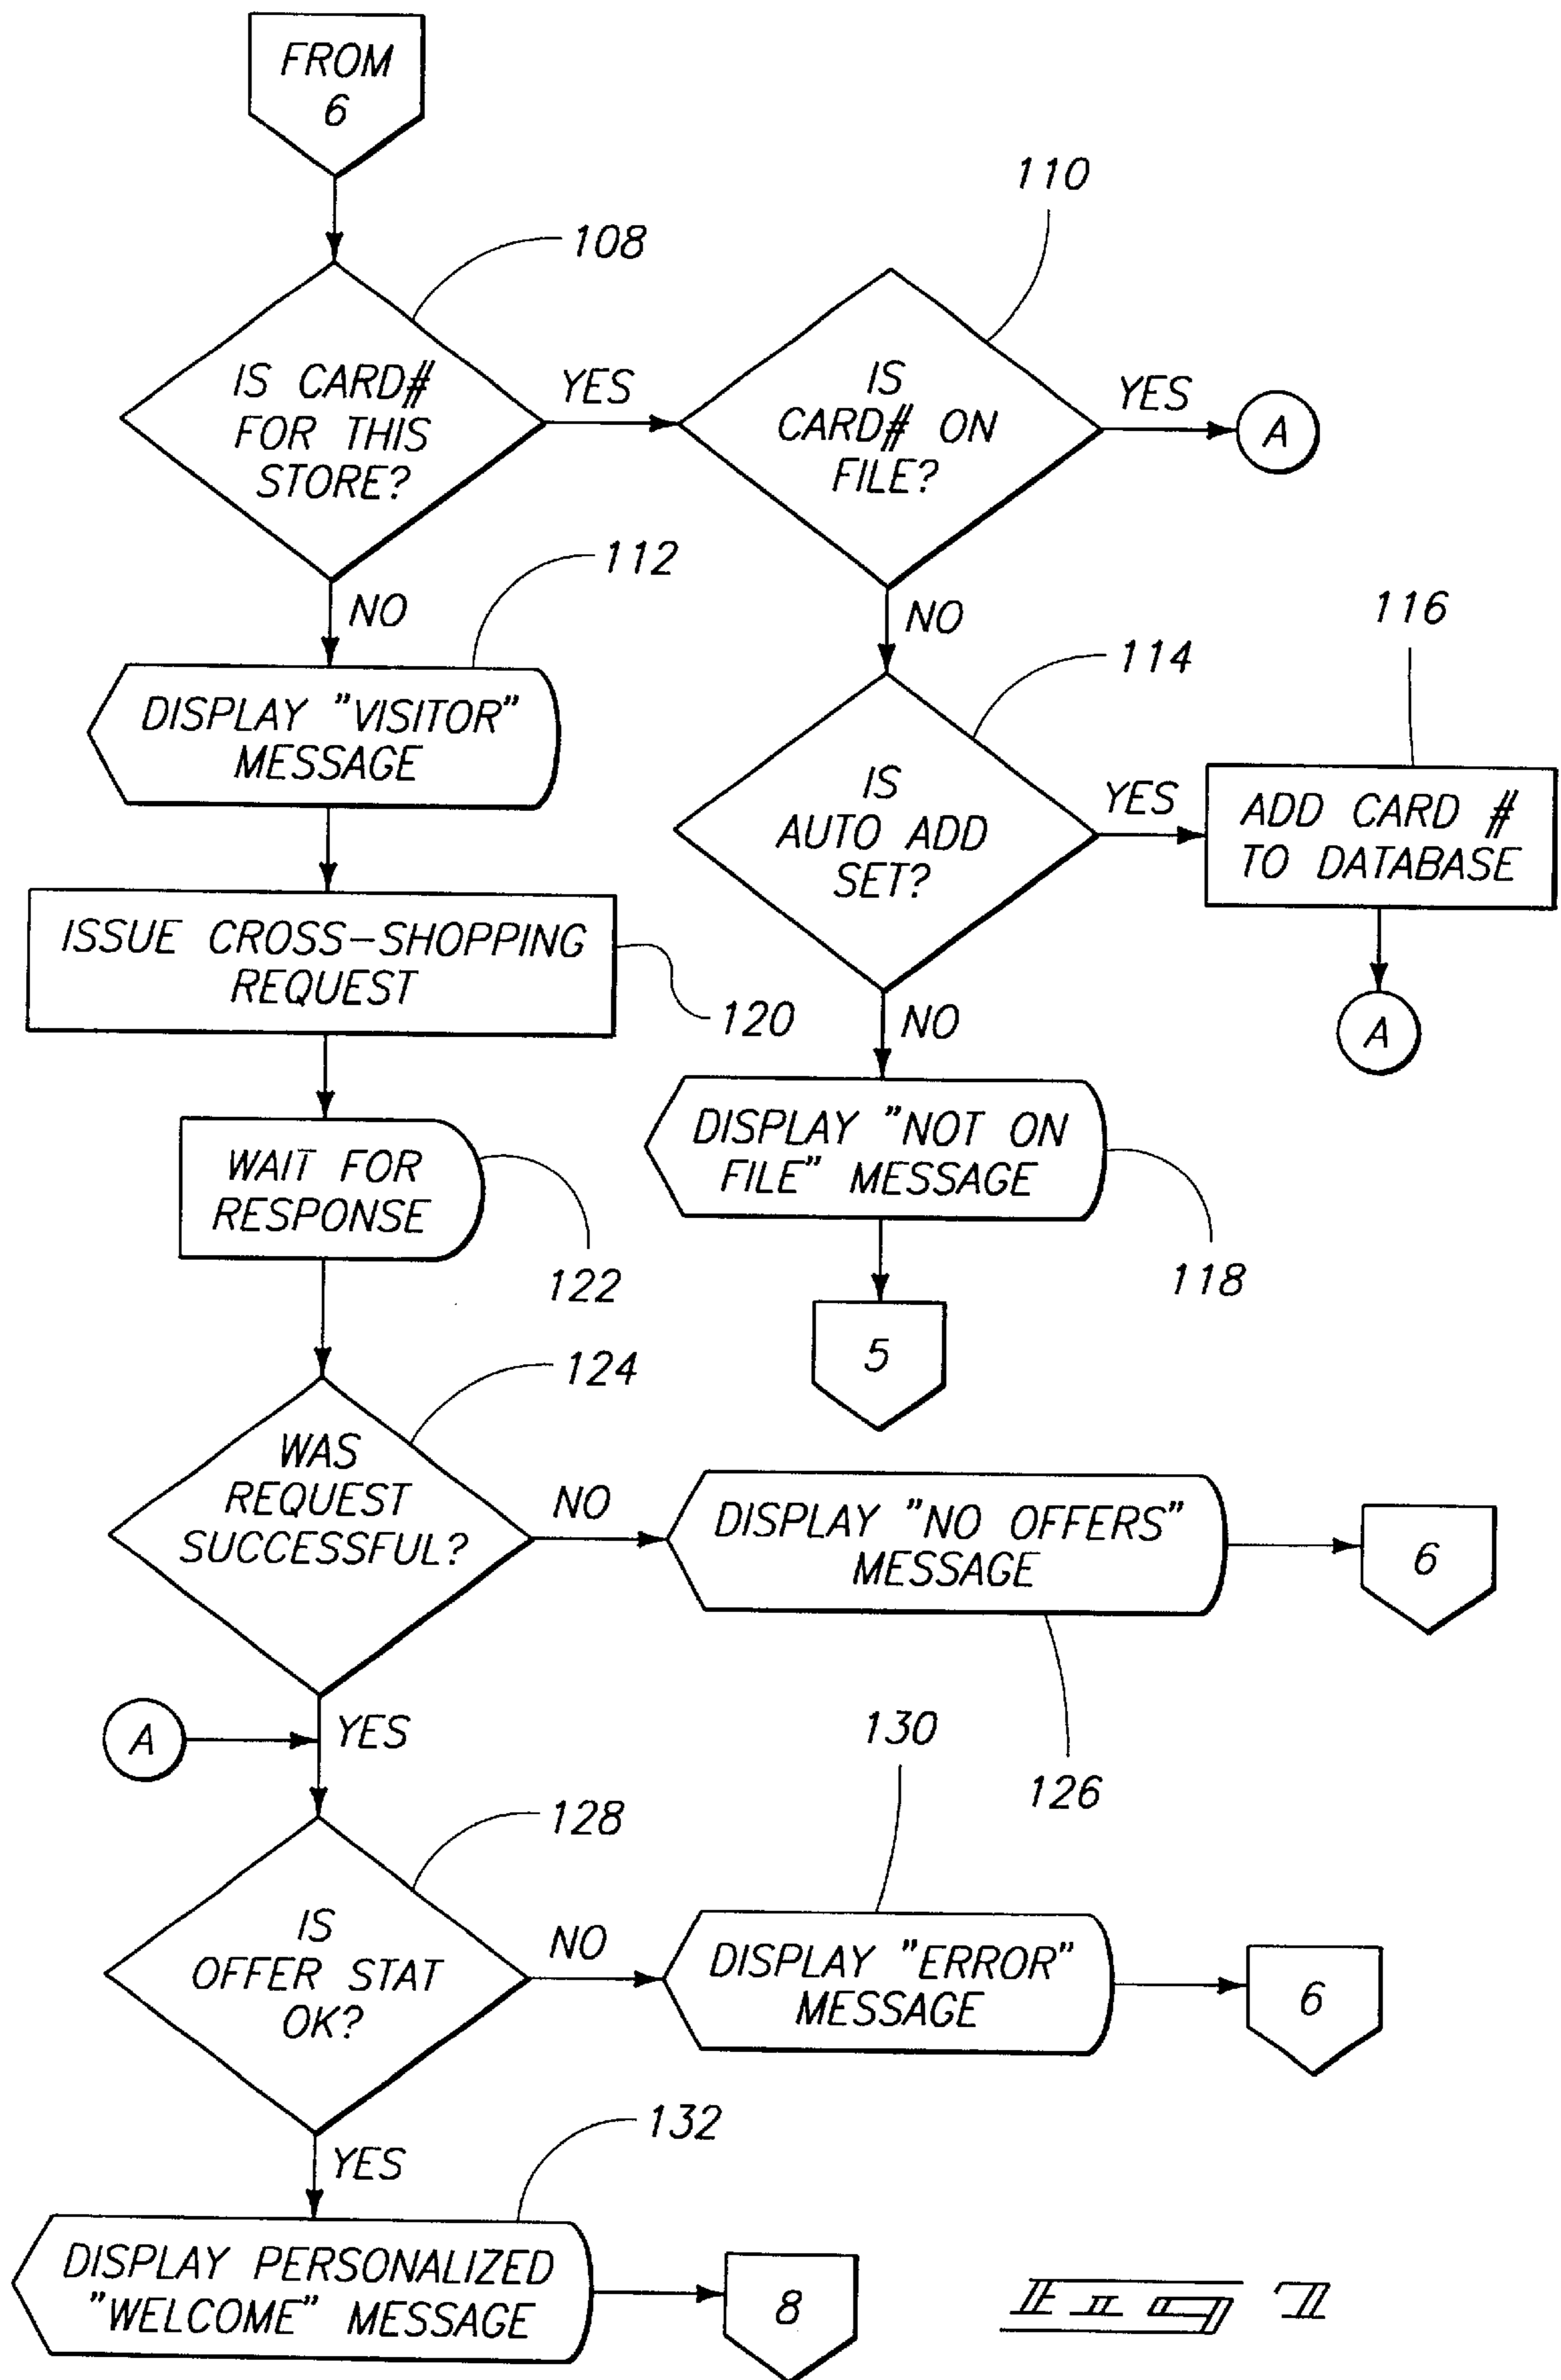 FROM
6
108
110
IS CARD#
FOR THIS
STORE?
YES
IS
CARD# ON
FILE?
YES
A
NO
112
DISPLAY "VISITOR"
MESSAGE
NO
114
116
IS
AUTO ADD
SET?
YES
ADD CARD #
TO DATABASE
A
ISSUE CROSS-SHOPPING
REQUEST
120
NO
DISPLAY "NOT ON
FILE" MESSAGE
118
WAIT FOR
RESPONSE
122
5
124
WAS
REQUEST
SUCCESSFUL?
NO
DISPLAY "NO OFFERS"
MESSAGE
6
126
A
YES
128
130
IS
OFFER STAT
OK?
NO
DISPLAY "ERROR"
MESSAGE
6
YES
132
DISPLAY PERSONALIZED
"WELCOME" MESSAGE
8
Fig 7